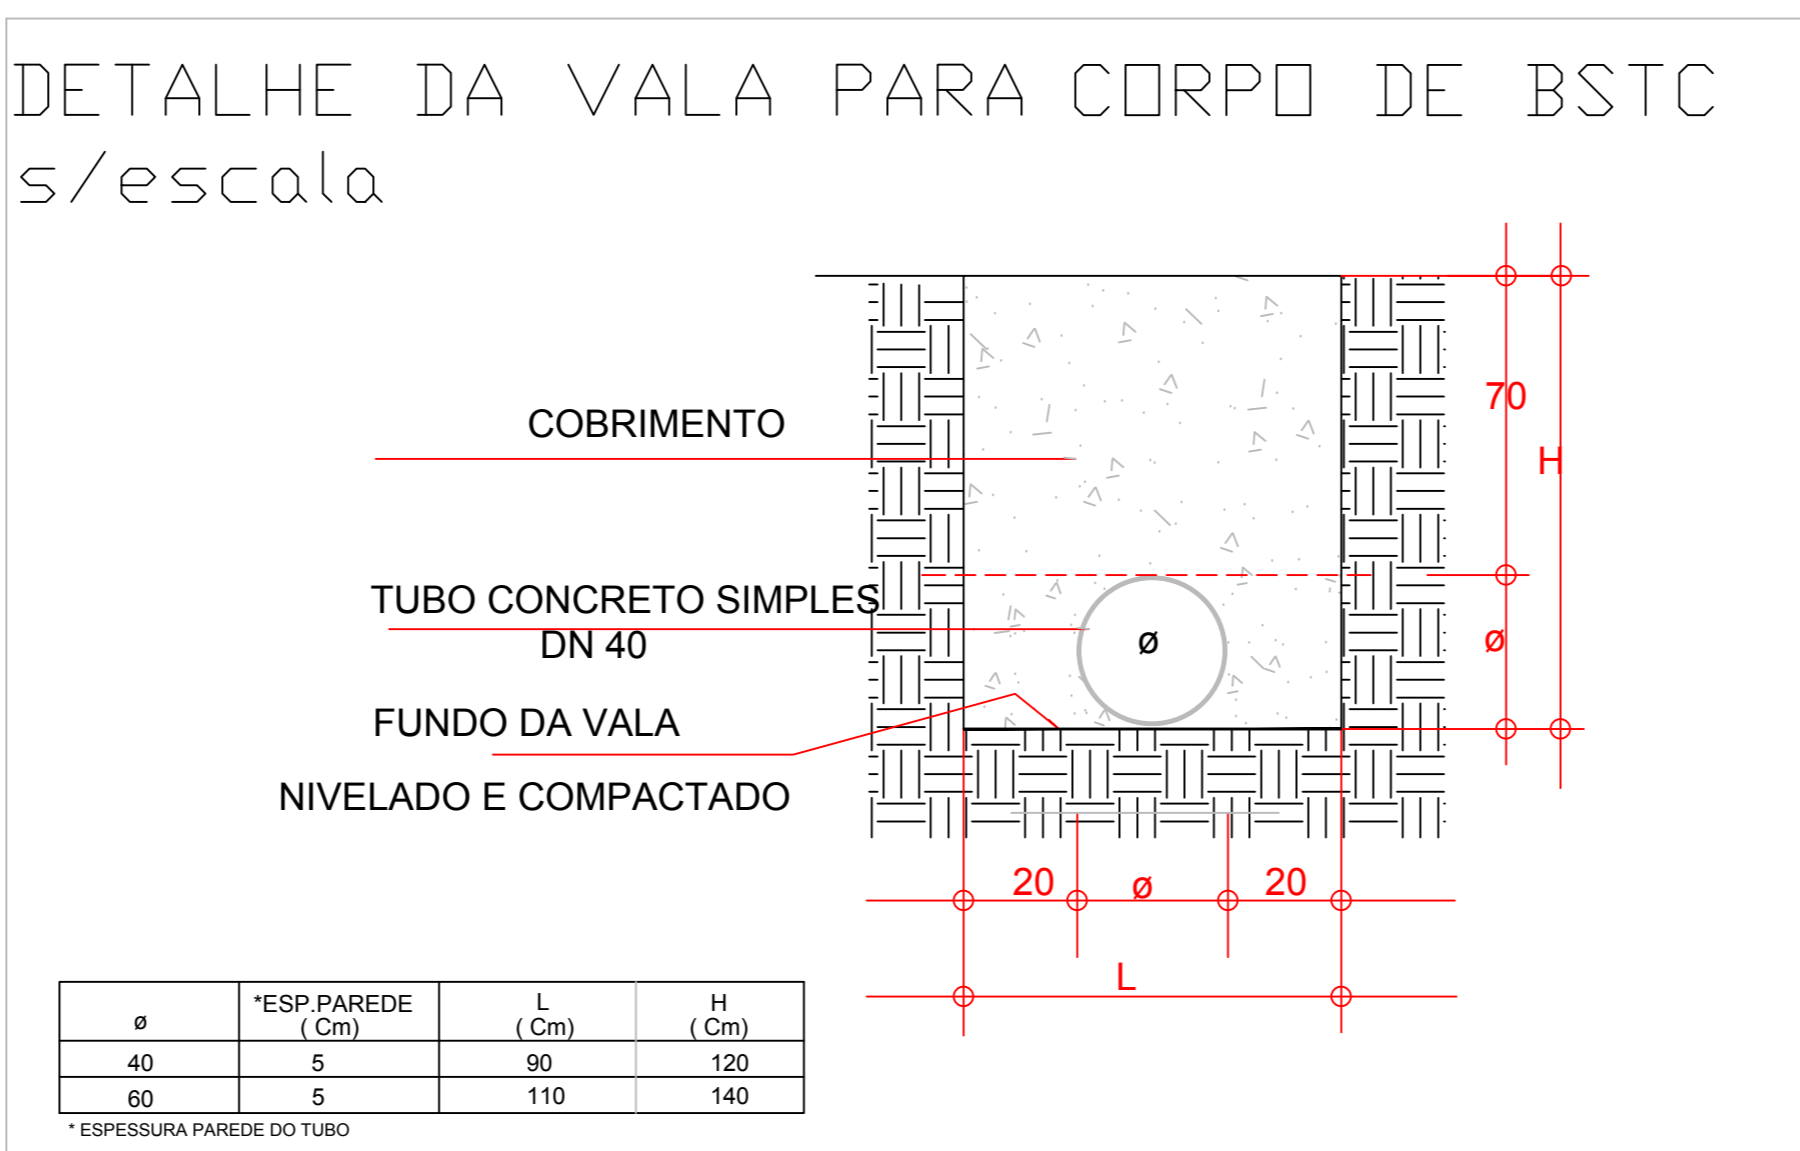 DETALHE DA VALA PARA CORPO DE BSTC
s/escala
COBRIMENTO
TUBO CONCRETO SIMPLES
DN 40
FUNDO DA VALA
NIVELADO E COMPACTADO
ø
70
H
ø
20 ø 20
L
ø *ESP.PAREDE ( Cm) L ( Cm) H ( Cm)
40 5 90 120
60 5 110 140
* ESPESSURA PAREDE DO TUBO